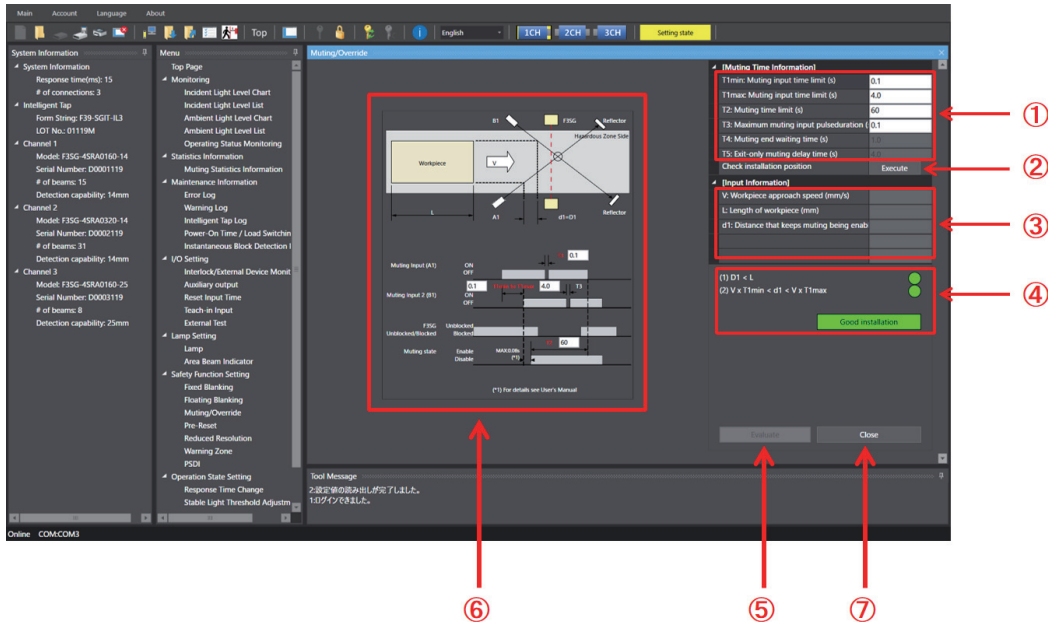 Main Account Language About
Top English 1CH 2CH 3CH Setting state
System Information
System Information
Response time(ms): 15
# of connections: 3
Intelligent Tap
Form String: F39-SGIT-IL3
LOT No.: 01119M
Channel 1
Model: F3SG-4SRA0160-14
Serial Number: D0001119
# of beams: 15
Detection capability: 14mm
Channel 2
Model: F3SG-4SRA0320-14
Serial Number: D0002119
# of beams: 31
Detection capability: 14mm
Channel 3
Model: F3SG-4SRA0160-25
Serial Number: D0003119
# of beams: 8
Detection capability: 25mm
Menu
Top Page
Monitoring
Incident Light Level Chart
Incident Light Level List
Ambient Light Level Chart
Ambient Light Level List
Operating Status Monitoring
Statistics Information
Muting Statistics Information
Maintenance Information
Error Log
Warning Log
Intelligent Tap Log
Power-On Time / Load Switchin
Instantaneous Block Detection I
I/O Setting
Interlock/External Device Monit
Auxiliary output
Reset Input Time
Teach-in Input
External Test
Lamp Setting
Lamp
Area Beam Indicator
Safety Function Setting
Fixed Blanking
Floating Blanking
Muting/Override
Pre-Reset
Reduced Resolution
Warning Zone
PSDI
Operation State Setting
Response Time Change
Stable Light Threshold Adjustm
Muting/Override
B1 F3SG Reflector
Hazardous Zone Side
Workpiece V
L A1 d1=D1 Reflector
0.1
Muting Input (A1) ON
OFF
0.1 4.0 T3
Muting Input 2 (B1) ON
OFF
F3SG Unblocked
Unblocked/Blocked Blocked
60
Muting state Enable MAX:0.08s
Disable (*1)
(*1) For details see User's Manual
[Muting Time Information]
T1min: Muting input time limit (s) 0.1
T1max: Muting input time limit (s) 4.0
T2: Muting time limit (s) 60
T3: Maximum muting input pulseduration ( 0.1
T4: Muting end waiting time (s) 1.0
T5: Exit-only muting delay time (s) 4.0
Check installation position Execute
[Input Information]
V: Workpiece approach speed (mm/s)
L: Length of workpiece (mm)
d1: Distance that keeps muting being enab
(1) D1 < L
(2) V x T1min < d1 < V x T1max
Good installation
Evaluate Close
Tool Message
2:設定値の読み出しが完了しました。
1:ログインできました。
Online COM:COM3
①
②
③
④
⑥ ⑤ ⑦